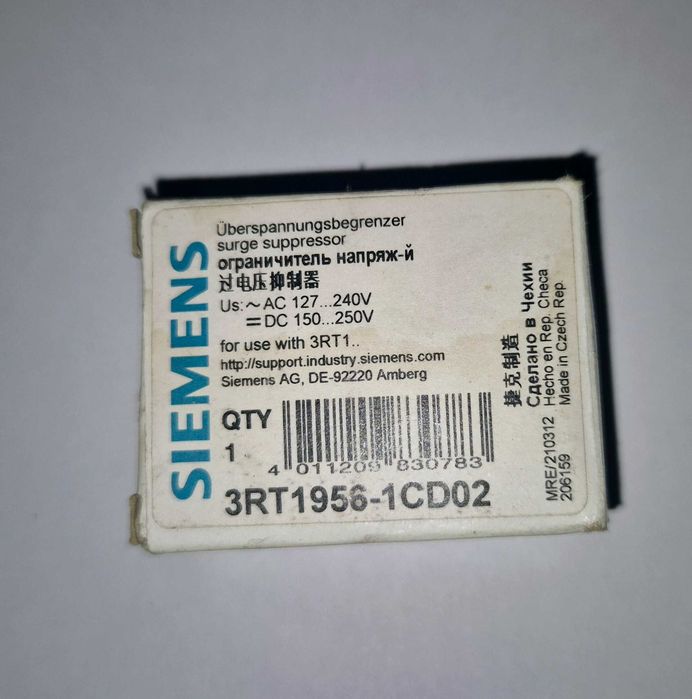 SIEMENS
Überspannungsbegrenzer
surge suppressor
ограничитель напряж-й
过电压抑制器
Us: ~ AC 127...240V
= DC 150...250V
for use with 3RT1..
http://support.industry.siemens.com
Siemens AG, DE-92220 Amberg
QTY
1
4 011209 830783
3RT1956-1CD02
捷克制造
Сделано в Чехии
Hecho en Rep. Checa
Made in Czech Rep.
MRE/210312
206159